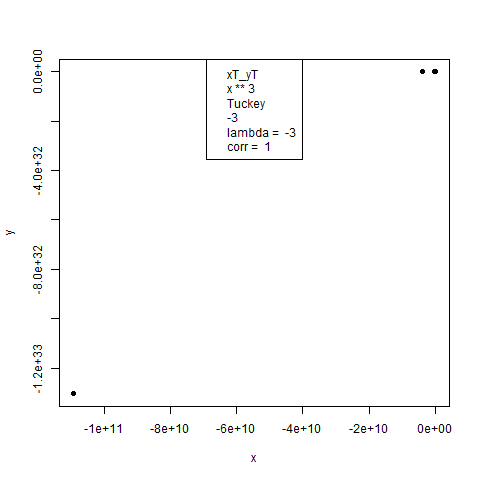 xT_yT
x ** 3
Tuckey
-3
lambda =  -3
corr =  1
0.0e+00
-4.0e+32
-8.0e+32
-1.2e+33
y
-1e+11
-8e+10
-6e+10
-4e+10
-2e+10
0e+00
x